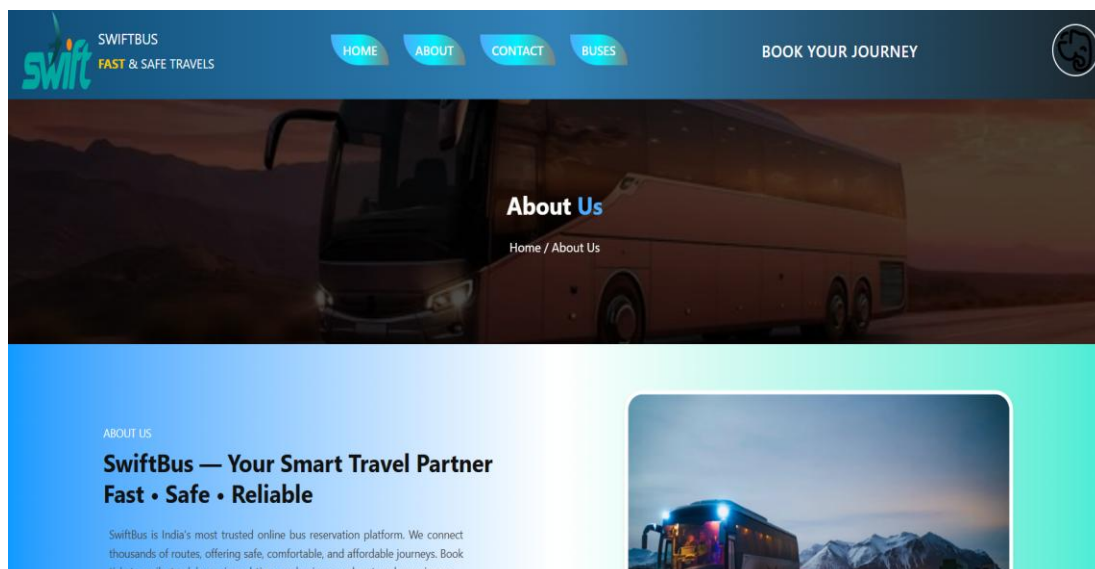 swift
SWIFTBUS
FAST & SAFE TRAVELS
HOME
ABOUT
CONTACT
BUSES
BOOK YOUR JOURNEY
About Us
Home / About Us
ABOUT US
SwiftBus — Your Smart Travel Partner
Fast • Safe • Reliable
SwiftBus is India's most trusted online bus reservation platform. We connect
thousands of routes, offering safe, comfortable, and affordable journeys. Book